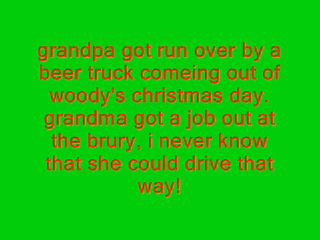 grandpa got run over by a
beer truck comeing out of
woody's christmas day.
grandma got a job out at
the brury, i never know
that she could drive that
way!